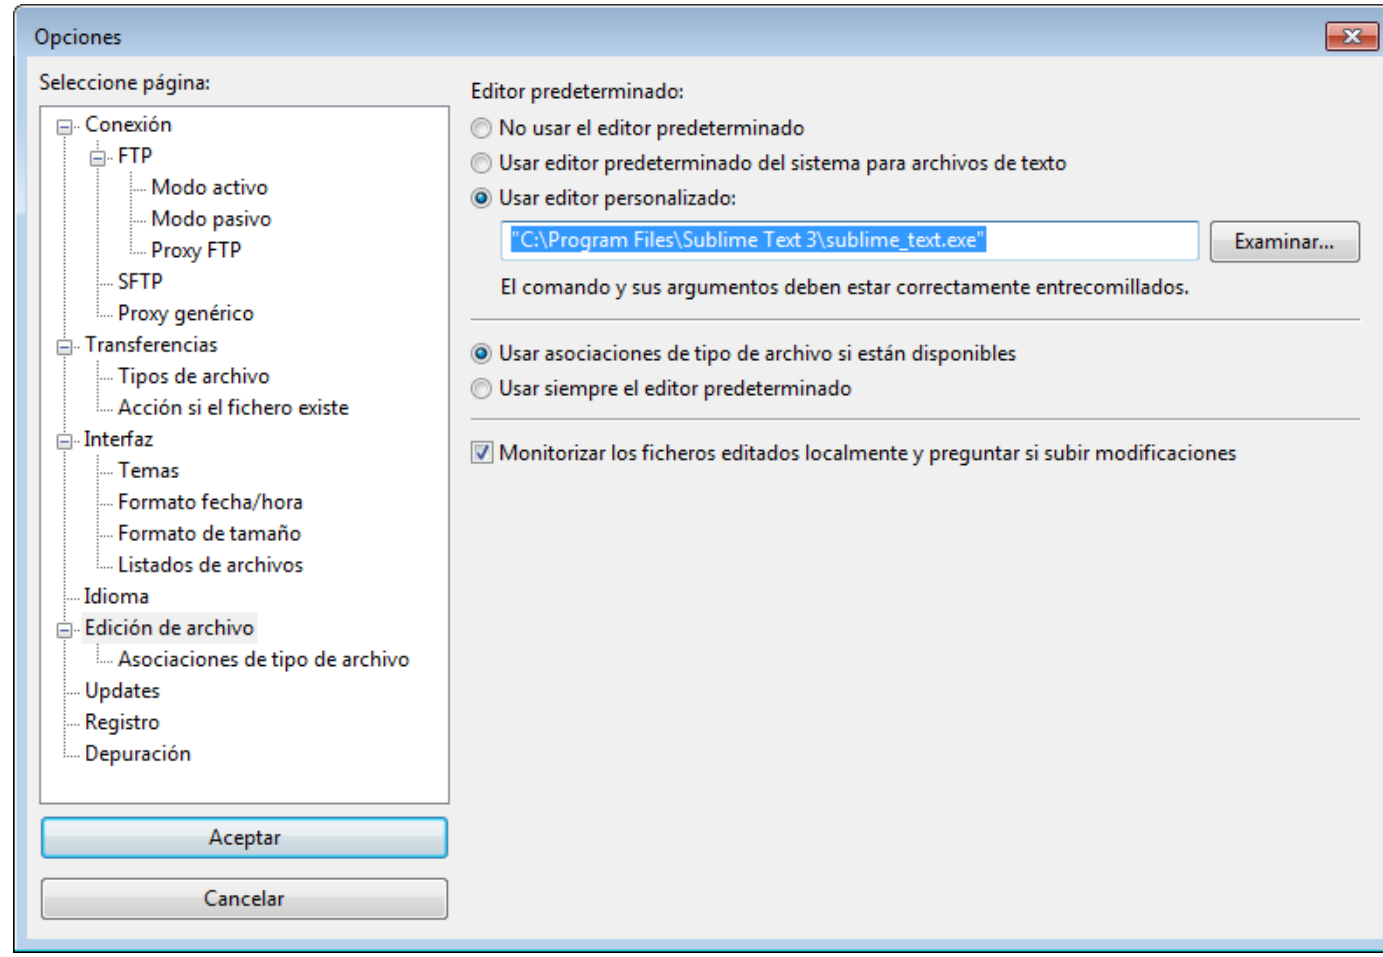 Opciones
Seleccione página:
Conexión
FTP
Modo activo
Modo pasivo
Proxy FTP
SFTP
Proxy genérico
Transferencias
Tipos de archivo
Acción si el fichero existe
Interfaz
Temas
Formato fecha/hora
Formato de tamaño
Listados de archivos
Idioma
Edición de archivo
Asociaciones de tipo de archivo
Updates
Registro
Depuración
Aceptar
Cancelar
Editor predeterminado:
No usar el editor predeterminado
Usar editor predeterminado del sistema para archivos de texto
Usar editor personalizado:
"C:\Program Files\Sublime Text 3\sublime_text.exe"
Examinar...
El comando y sus argumentos deben estar correctamente entrecomillados.
Usar asociaciones de tipo de archivo si están disponibles
Usar siempre el editor predeterminado
Monitorizar los ficheros editados localmente y preguntar si subir modificaciones